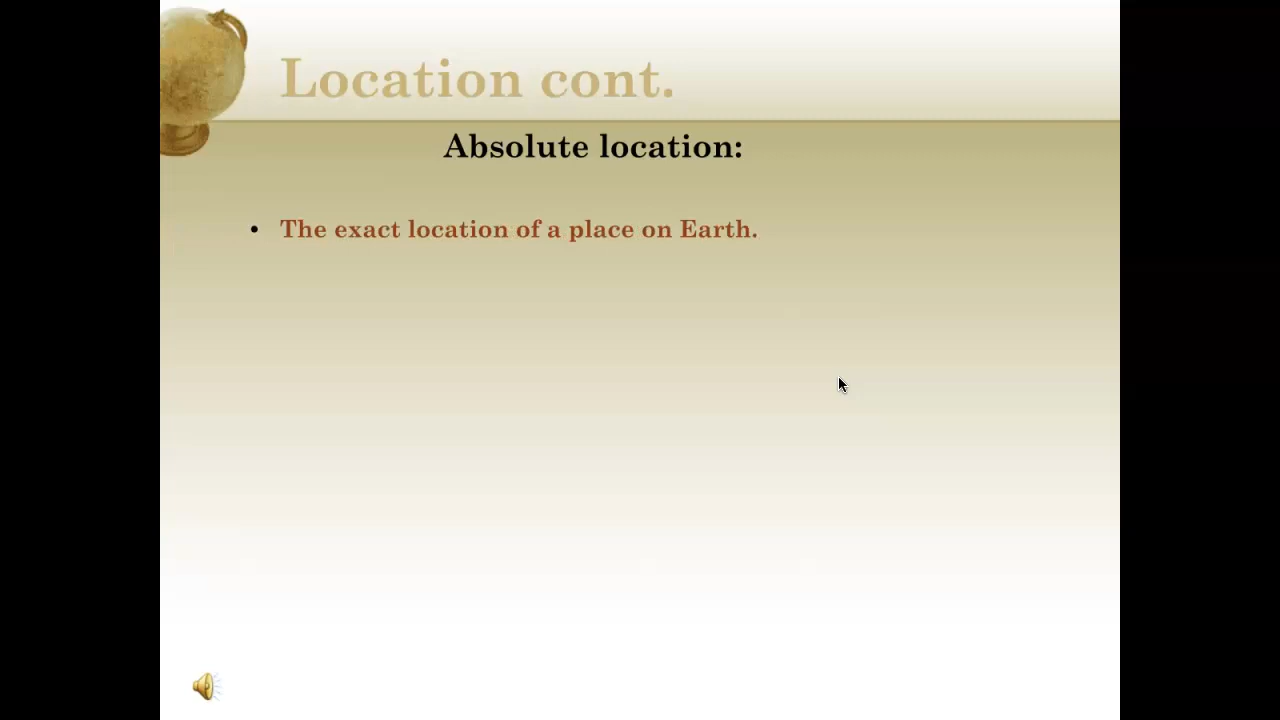 Location cont.
Absolute location:
• The exact location of a place on Earth.